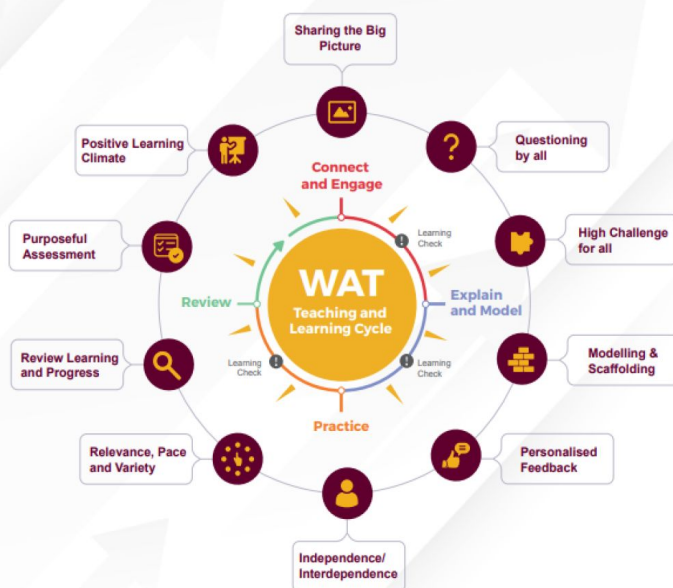 Sharing the Big
Picture
Positive Learning
Climate
Questioning
by all
Connect
and Engage
Purposeful
Assessment
Learning
Check
High Challenge
for all
WAT
Teaching and
Learning Cycle
Review
Explain
and Model
Review Learning
and Progress
Learning
Check
Learning
Check
Modelling &
Scaffolding
Practice
Relevance, Pace
and Variety
Personalised
Feedback
Independence/
Interdependence